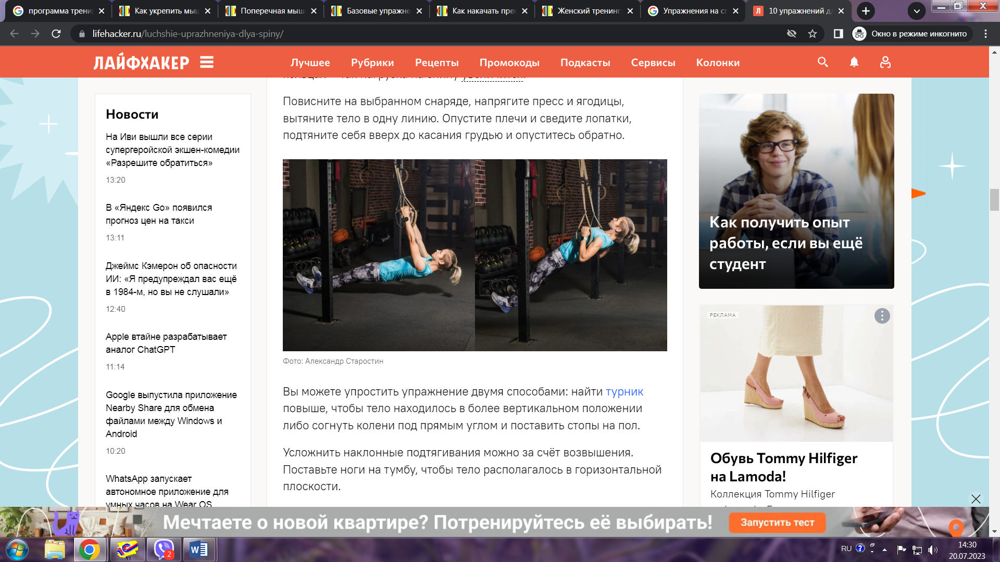 программа трени
Как укрепить мыш
Поперечная мыш
Базовые упражне
Как накачать прес
Женский тренинг:
Упражнения на сп
10 упражнений дл
lifehacker.ru/luchshie-uprazhneniya-dlya-spiny/
Окно в режиме инкогнито
ЛАЙФХАКЕР
Лучшее
Рубрики
Рецепты
Промокоды
Подкасты
Сервисы
Колонки
Новости
На Иви вышли все серии
супергеройской экшен-комедии
«Разрешите обратиться»
13:20
В «Яндекс Go» появился
прогноз цен на такси
13:11
Джеймс Кэмерон об опасности
ИИ: «Я предупреждал вас ещё
в 1984-м, но вы не слушали»
12:40
Apple втайне разрабатывает
аналог ChatGPT
11:14
Google выпустила приложение
Nearby Share для обмена
файлами между Windows и
Android
10:20
WhatsApp запускает
автономное приложение для
умных часов на Wear OS
Повисните на выбранном снаряде, напрягите пресс и ягодицы,
вытяните тело в одну линию. Опустите плечи и сведите лопатки,
подтяните себя вверх до касания грудью и опуститесь обратно.
Фото: Александр Старостин
Вы можете упростить упражнение двумя способами: найти турник
повыше, чтобы тело находилось в более вертикальном положении
либо согнуть колени под прямым углом и поставить стопы на пол.
Усложнить наклонные подтягивания можно за счёт возвышения.
Поставьте ноги на тумбу, чтобы тело располагалось в горизонтальной
плоскости.
Как получить опыт
работы, если вы ещё
студент
РЕКЛАМА
Обувь Tommy Hilfiger
на Lamoda!
Коллекция Tommy Hilfiger
Мечтаете о новой квартире? Потренируйтесь её выбирать!
Запустить тест
2
RU
14:30
20.07.2023